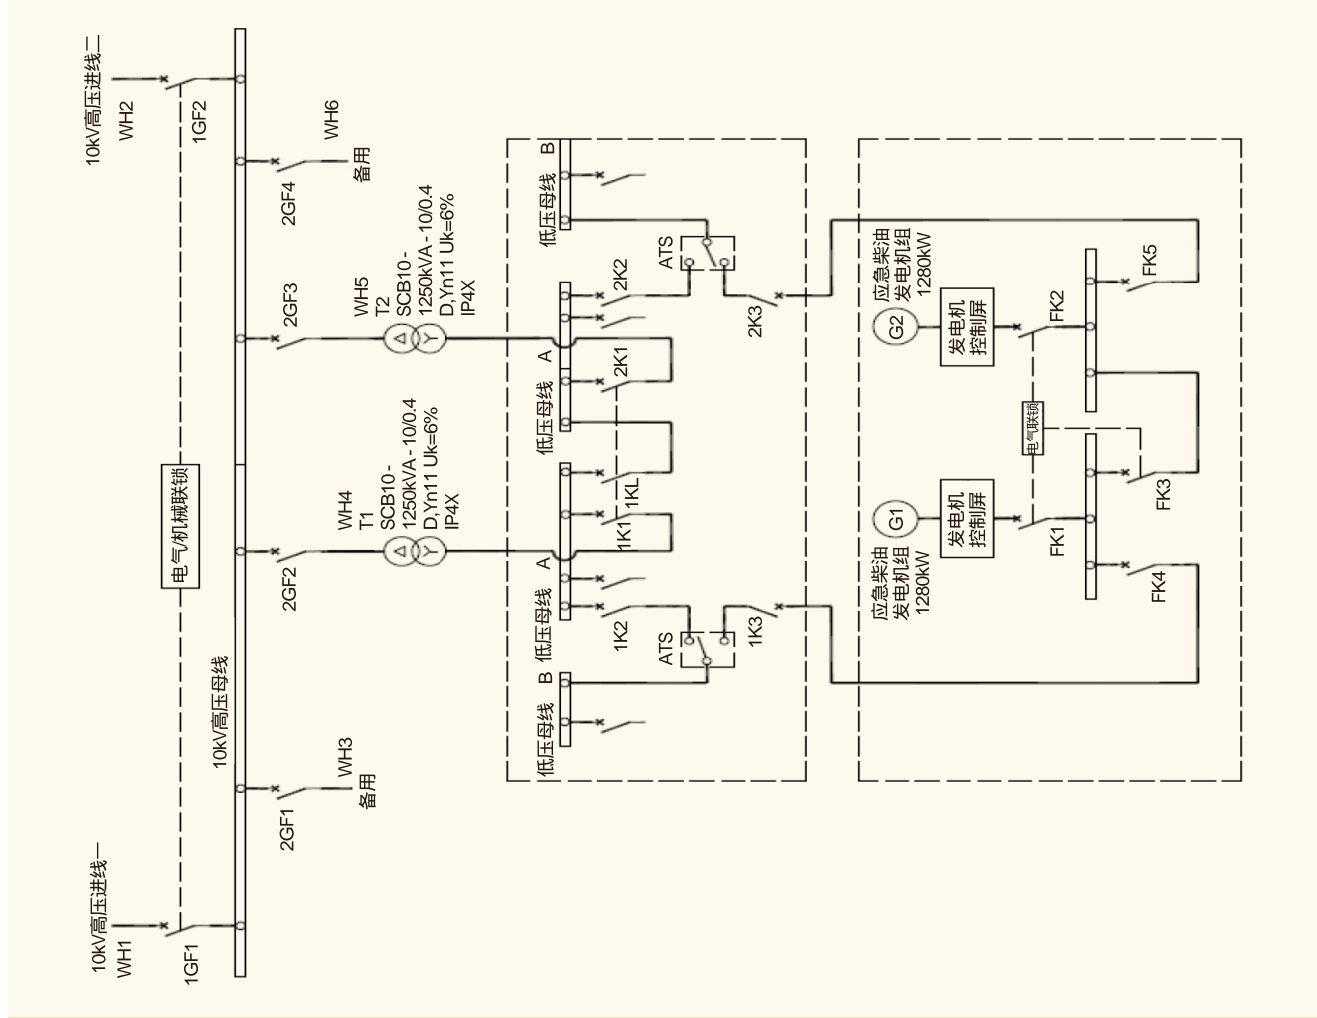 10kV高压进线一
WH1
1GF1
电气/机械联锁
10kV高压进线二
WH2
1GF2
10kV高压母线
2GF1
WH3
备用
2GF2
WH4
T1
SCB10 -
1250kVA - 10/0.4
D,Yn11 Uk=6%
IP4X
2GF3
WH5
T2
SCB10 -
1250kVA - 10/0.4
D,Yn11 Uk=6%
IP4X
2GF4
WH6
备用
低压母线 B
低压母线 A
低压母线 A
低压母线 B
1K2
1K1
1KL
2K1
2K2
ATS
1K3
ATS
2K3
应急柴油
发电机组
1280kW
G1
发电机
控制屏
FK1
电气联锁
应急柴油
发电机组
1280kW
G2
发电机
控制屏
FK2
FK4
FK3
FK5